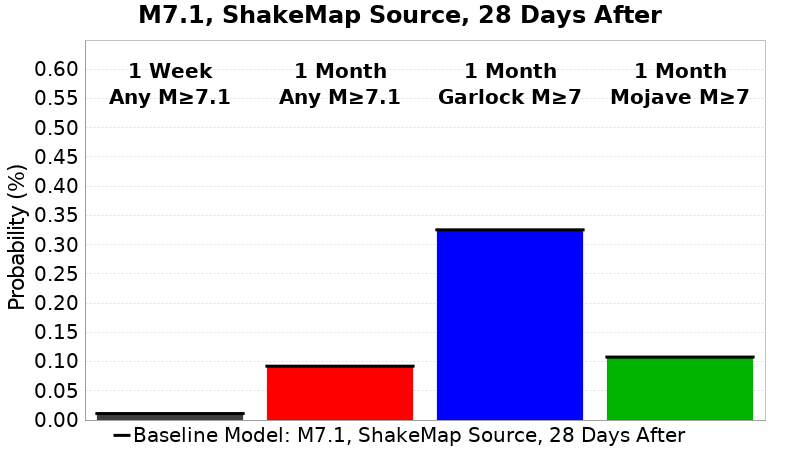 M7.1, ShakeMap Source, 28 Days After
Probability (%)
0.60
0.55
0.50
0.45
0.40
0.35
0.30
0.25
0.20
0.15
0.10
0.05
0.00
1 Week
Any M≥7.1
1 Month
Any M≥7.1
1 Month
Garlock M≥7
1 Month
Mojave M≥7
Baseline Model: M7.1, ShakeMap Source, 28 Days After